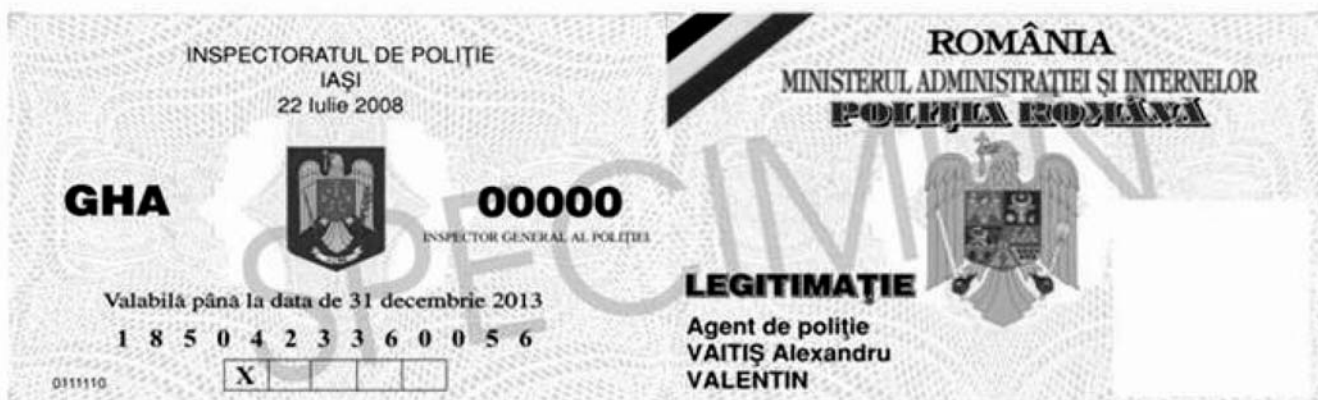 INSPECTORATUL DE POLIŢIE
IAŞI
22 Iulie 2008
GHA
00000
INSPECTOR GENERAL AL POLIŢIEI
Valabilă până la data de 31 decembrie 2013
1 8 5 0 4 2 3 3 6 0 0 5 6
X
0111110
ROMÂNIA
MINISTERUL ADMINISTRAŢIEI ŞI INTERNELOR
POLIŢIA ROMÂNĂ
LEGITIMAŢIE
Agent de poliţie
VAITIŞ Alexandru
VALENTIN
SPECIMEN